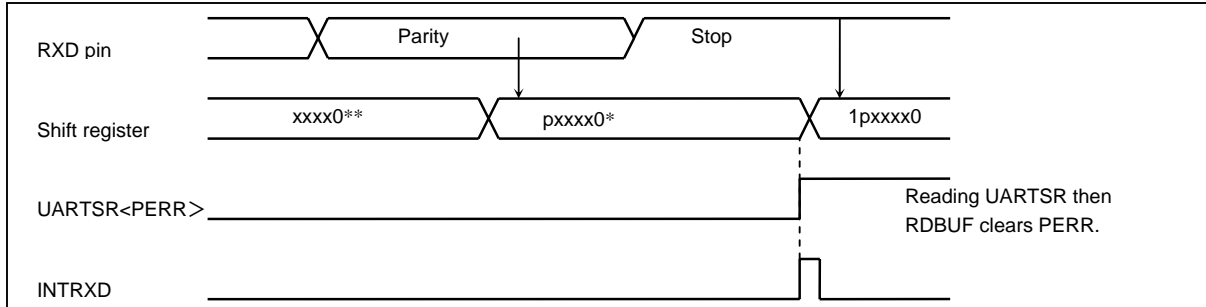 RXD pin
Parity
Stop
Shift register
xxxx0**
pxxxx0*
1pxxxx0
UARTSR<PERR＞
Reading UARTSR then
RDBUF clears PERR.
INTRXD